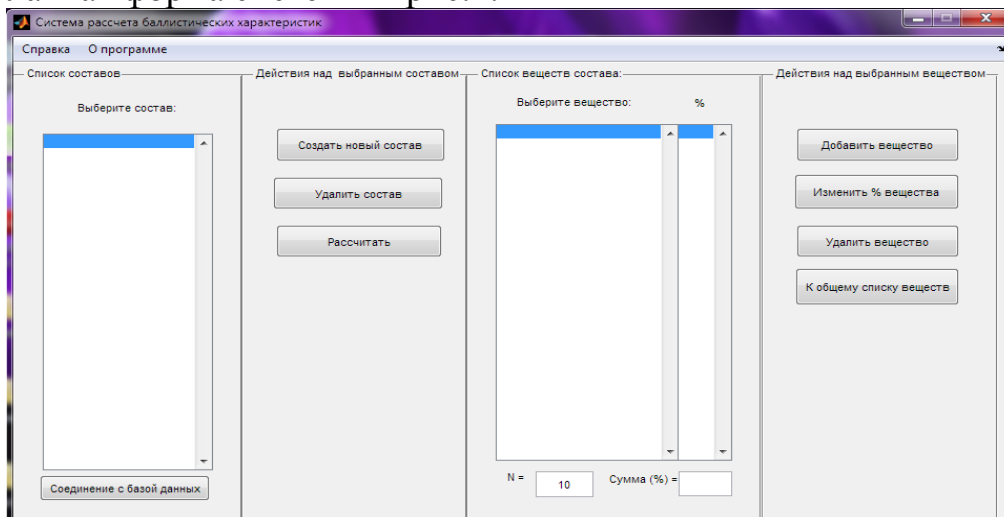 Система рассчета баллистических характеристик
Справка О программе
Список составов
Выберите состав:
Соединение с базой данных
Действия над выбранным составом
Создать новый состав
Удалить состав
Рассчитать
Список веществ состава:
Выберите вещество: %
N = 10 Сумма (%) =
Действия над выбранным веществом
Добавить вещество
Изменить % вещества
Удалить вещество
К общему списку веществ